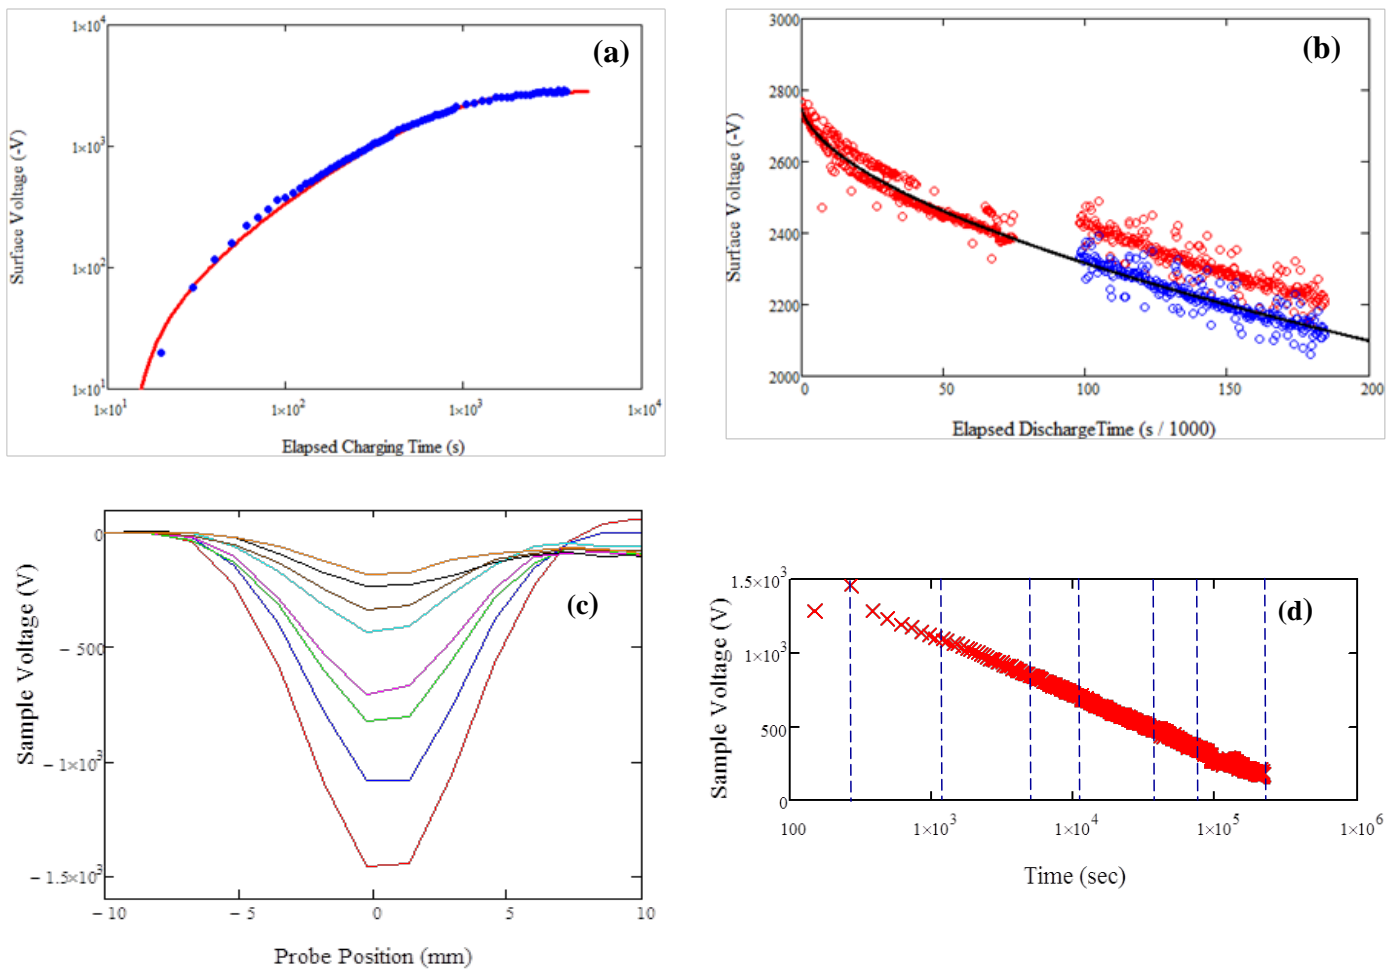 (a)
Surface Voltage (-V)
1×10⁴
1×10³
1×10²
1×10¹
1×10¹ 1×10² 1×10³ 1×10⁴
Elapsed Charging Time (s)
(b)
Surface Voltage (-V)
3000
2800
2600
2400
2200
2000
0 50 100 150 200
Elapsed DischargeTime (s / 1000)
(c)
Sample Voltage (V)
0
− 500
− 1×10³
− 1.5×10³
− 10 − 5 0 5 10
Probe Position (mm)
(d)
Sample Voltage (V)
1.5×10³
1×10³
500
0
100 1×10³ 1×10⁴ 1×10⁵ 1×10⁶
Time (sec)